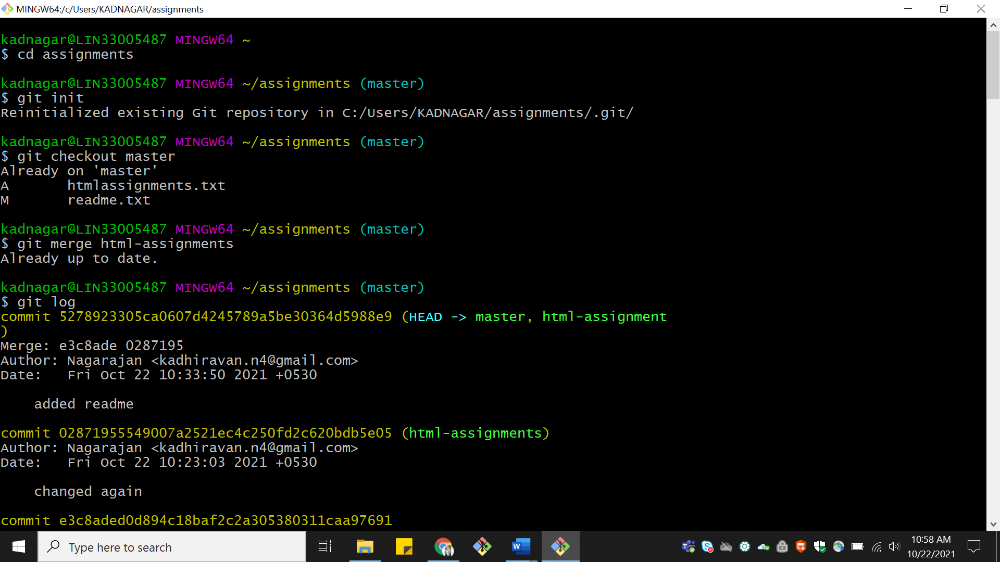 MINGW64:/c/Users/KADNAGAR/assignments
kadnagar@LIN33005487 MINGW64 ~
$ cd assignments
kadnagar@LIN33005487 MINGW64 ~/assignments (master)
$ git init
Reinitialized existing Git repository in C:/Users/KADNAGAR/assignments/.git/
kadnagar@LIN33005487 MINGW64 ~/assignments (master)
$ git checkout master
Already on 'master'
A       htmlassignments.txt
M       readme.txt
kadnagar@LIN33005487 MINGW64 ~/assignments (master)
$ git merge html-assignments
Already up to date.
kadnagar@LIN33005487 MINGW64 ~/assignments (master)
$ git log
commit 5278923305ca0607d4245789a5be30364d5988e9 (HEAD -> master, html-assignment
)
Merge: e3c8ade 0287195
Author: Nagarajan <kadhiravan.n4@gmail.com>
Date:   Fri Oct 22 10:33:50 2021 +0530
    added readme
commit 02871955549007a2521ec4c250fd2c620bdb5e05 (html-assignments)
Author: Nagarajan <kadhiravan.n4@gmail.com>
Date:   Fri Oct 22 10:23:03 2021 +0530
    changed again
commit e3c8aded0d894c18baf2c2a305380311caa97691
Type here to search
10:58 AM
10/22/2021